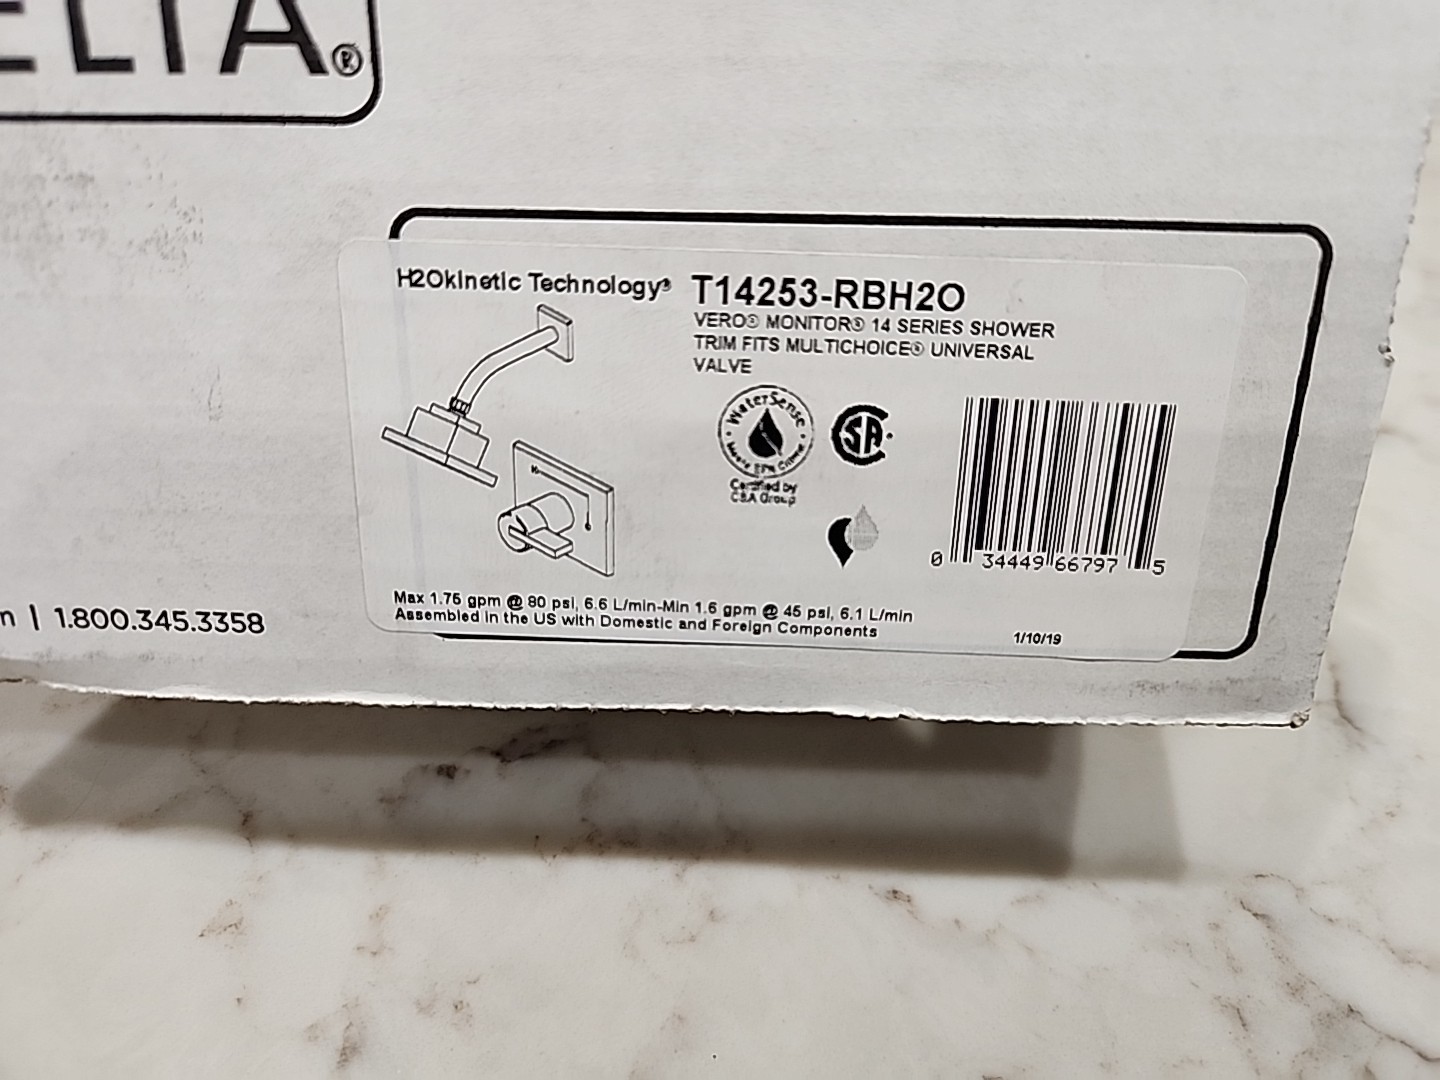 ELTA®
H2Okinetic Technology®
T14253-RBH2O
VERO® MONITOR® 14 SERIES SHOWER
TRIM FITS MULTICHOICE® UNIVERSAL
VALVE
WaterSense
Meets EPA Criteria
Certified by
CSA Group
0 34449 66797 5
Max 1.75 gpm @ 80 psi, 6.6 L/min-Min 1.6 gpm @ 45 psi, 6.1 L/min
Assembled in the US with Domestic and Foreign Components
1/10/19
n | 1.800.345.3358